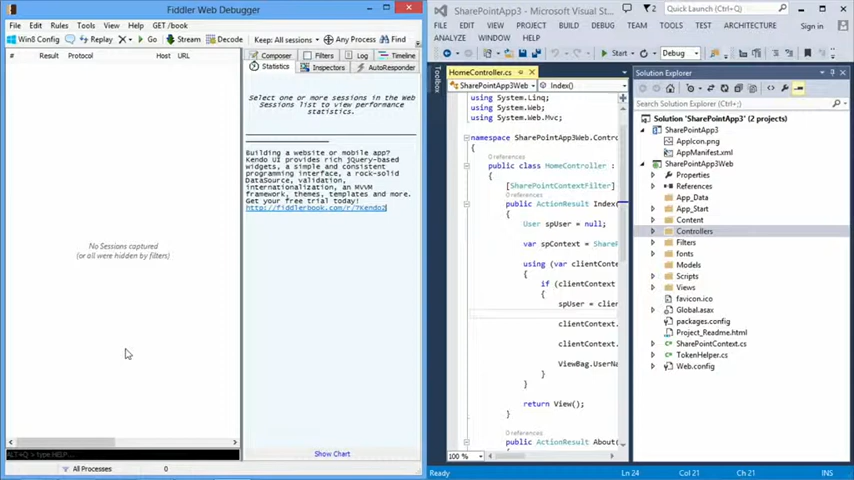 Fiddler Web Debugger
File Edit Rules Tools View Help GET /book
Win8 Config Replay Go Stream Decode Keep: All sessions Any Process Find
# Result Protocol Host URL
No Sessions captured
(or all were hidden by filters)
ALT+Q > type HELP...
All Processes 0
Composer Filters Log Timeline
Statistics Inspectors AutoResponder
Select one or more sessions in the Web
Sessions list to view performance
statistics.
Building a website or mobile app?
Kendo UI provides rich jQuery-based
widgets, a simple and consistent
programming interface, a rock-solid
DataSource, validation,
internationalization, an MVVM
framework, themes, templates and more.
Get your free trial today!
http://fiddlerbook.com/r/?Kendo2
Show Chart
SharePointApp3 - Microsoft Visual St...
FILE EDIT VIEW PROJECT BUILD DEBUG TEAM TOOLS TEST Sign in
ARCHITECTURE ANALYZE WINDOW HELP
Start Debug
Toolbox
HomeController.cs
SharePointApp3Web.Contro Index()
using System.Linq;
using System.Web;
using System.Web.Mvc;
namespace SharePointApp3Web.Contro
{
0 references
public class HomeController :
{
[SharePointContextFilter]
0 references
public ActionResult Index(
{
User spUser = null;
var spContext = ShareP
using (var clientConte
{
if (clientContext
{
spUser = clien
clientContext.
clientContext.
ViewBag.UserNa
}
}
return View();
}
0 references
public ActionResult About(
100 %
Solution Explorer
Search Solution Explorer
Solution 'SharePointApp3' (2 projects)
SharePointApp3
AppIcon.png
AppManifest.xml
SharePointApp3Web
Properties
References
App_Data
App_Start
Content
Controllers
Filters
fonts
Models
Scripts
Views
favicon.ico
Global.asax
packages.config
Project_Readme.html
SharePointContext.cs
TokenHelper.cs
Web.config
Ready Ln 24 Col 21 Ch 21